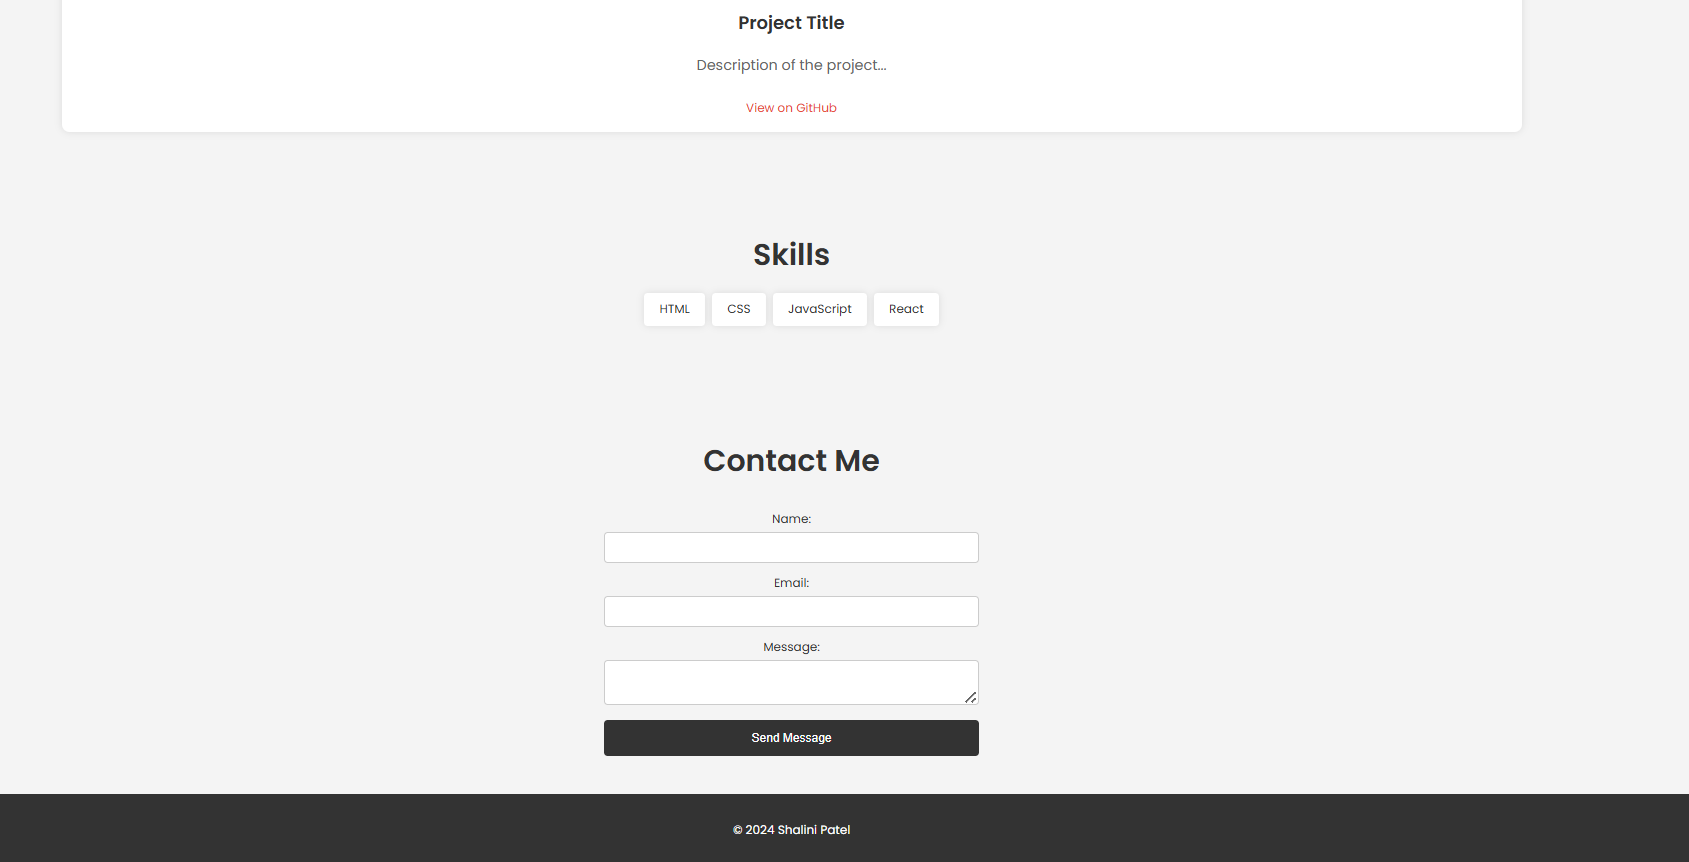 Project Title
Description of the project...
View on GitHub
Skills
HTML CSS JavaScript React
Contact Me
Name:
Email:
Message:
Send Message
© 2024 Shalini Patel